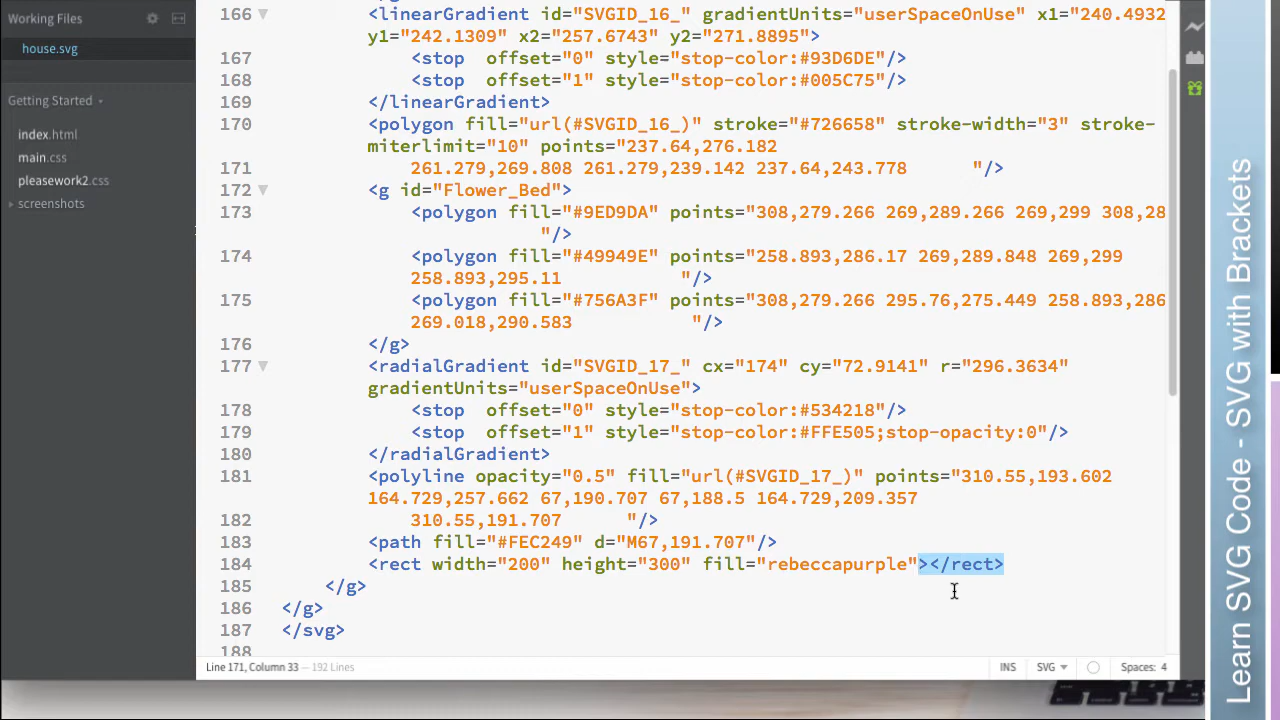 Working Files
house.svg
Getting Started
index.html
main.css
pleasework2.css
screenshots
166 <linearGradient id="SVGID_16_" gradientUnits="userSpaceOnUse" x1="240.4932
y1="242.1309" x2="257.6743" y2="271.8895">
167 <stop offset="0" style="stop-color:#93D6DE"/>
168 <stop offset="1" style="stop-color:#005C75"/>
169 </linearGradient>
170 <polygon fill="url(#SVGID_16_)" stroke="#726658" stroke-width="3" stroke-
miterlimit="10" points="237.64,276.182
171 261.279,269.808 261.279,239.142 237.64,243.778 "/>
172 <g id="Flower_Bed">
173 <polygon fill="#9ED9DA" points="308,279.266 269,289.266 269,299 308,28
"/>
174 <polygon fill="#49949E" points="258.893,286.17 269,289.848 269,299
258.893,295.11 "/>
175 <polygon fill="#756A3F" points="308,279.266 295.76,275.449 258.893,286
269.018,290.583 "/>
176 </g>
177 <radialGradient id="SVGID_17_" cx="174" cy="72.9141" r="296.3634"
gradientUnits="userSpaceOnUse">
178 <stop offset="0" style="stop-color:#534218"/>
179 <stop offset="1" style="stop-color:#FFE505;stop-opacity:0"/>
180 </radialGradient>
181 <polyline opacity="0.5" fill="url(#SVGID_17_)" points="310.55,193.602
164.729,257.662 67,190.707 67,188.5 164.729,209.357
182 310.55,191.707 "/>
183 <path fill="#FEC249" d="M67,191.707"/>
184 <rect width="200" height="300" fill="rebeccapurple"></rect>
185 </g>
186 </g>
187 </svg>
188
Line 171, Column 33 — 192 Lines
INS
SVG
Spaces: 4
Learn SVG Code - SVG with Brackets